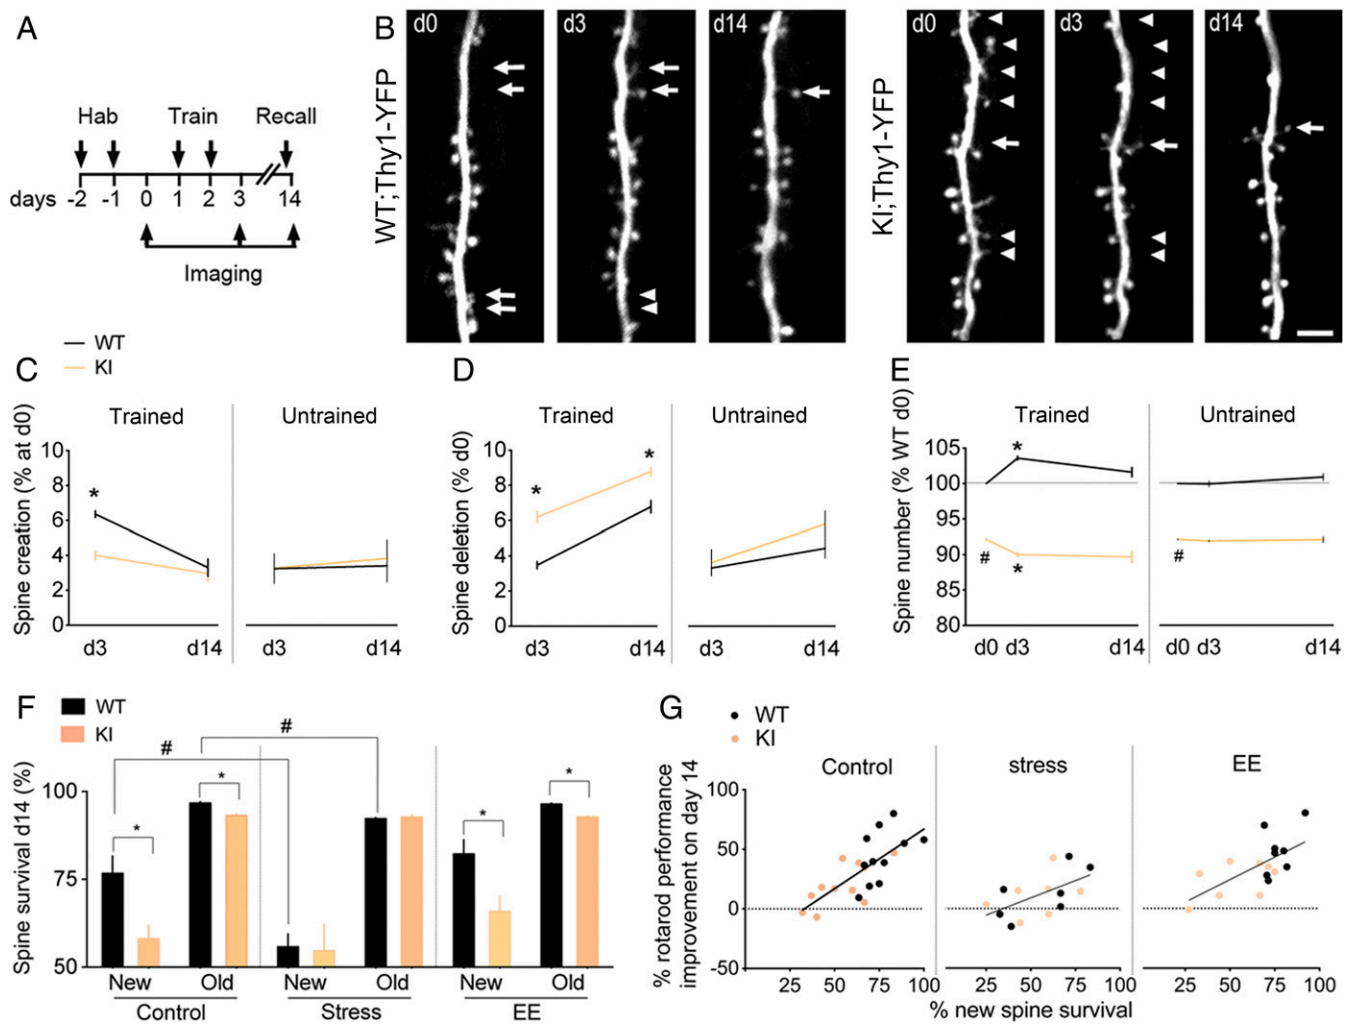 A
Hab Train Recall
days -2 -1 0 1 2 3 14
Imaging
B
WT;Thy1-YFP
d0
d3
d14
KI;Thy1-YFP
d0
d3
d14
WT
KI
C
Trained
Untrained
Spine creation (% at d0)
10
8
6
4
2
0
*
d3 d14 d3 d14
D
Trained
Untrained
Spine deletion (% d0)
10
8
6
4
2
0
* *
d3 d14 d3 d14
E
Trained
Untrained
Spine number (% WT d0)
105
100
95
90
85
80
*
# *
#
d0 d3 d14 d0 d3 d14
F
WT
KI
Spine survival d14 (%)
100
75
50
# #
* * * *
New Old New Old New Old
Control Stress EE
G
WT
KI
Control stress EE
% rotarod performance
improvement on day 14
100
50
0
-50
25 50 75 100 25 50 75 100 25 50 75 100
% new spine survival